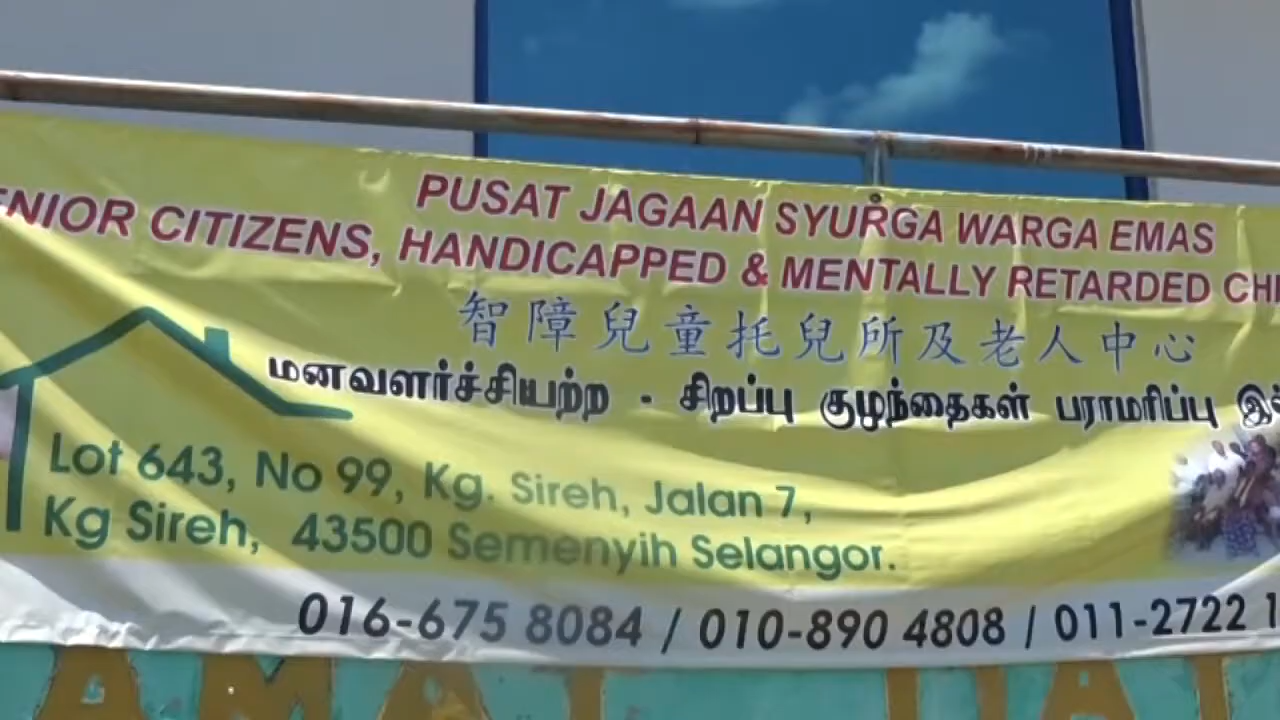 PUSAT JAGAAN SYURGA WARGA EMAS
CITIZENS, HANDICAPPED & MENTALLY RETARDED
智障兒童托兒所及老人中心
மனவளர்ச்சியற்ற - சிறப்பு குழந்தைகள் பராமரிப்பு
Lot 643, No 99, Kg. Sireh, Jalan 7,
Kg Sireh, 43500 Semenyih Selangor.
016-675 8084 / 010-890 4808 / 011-2722